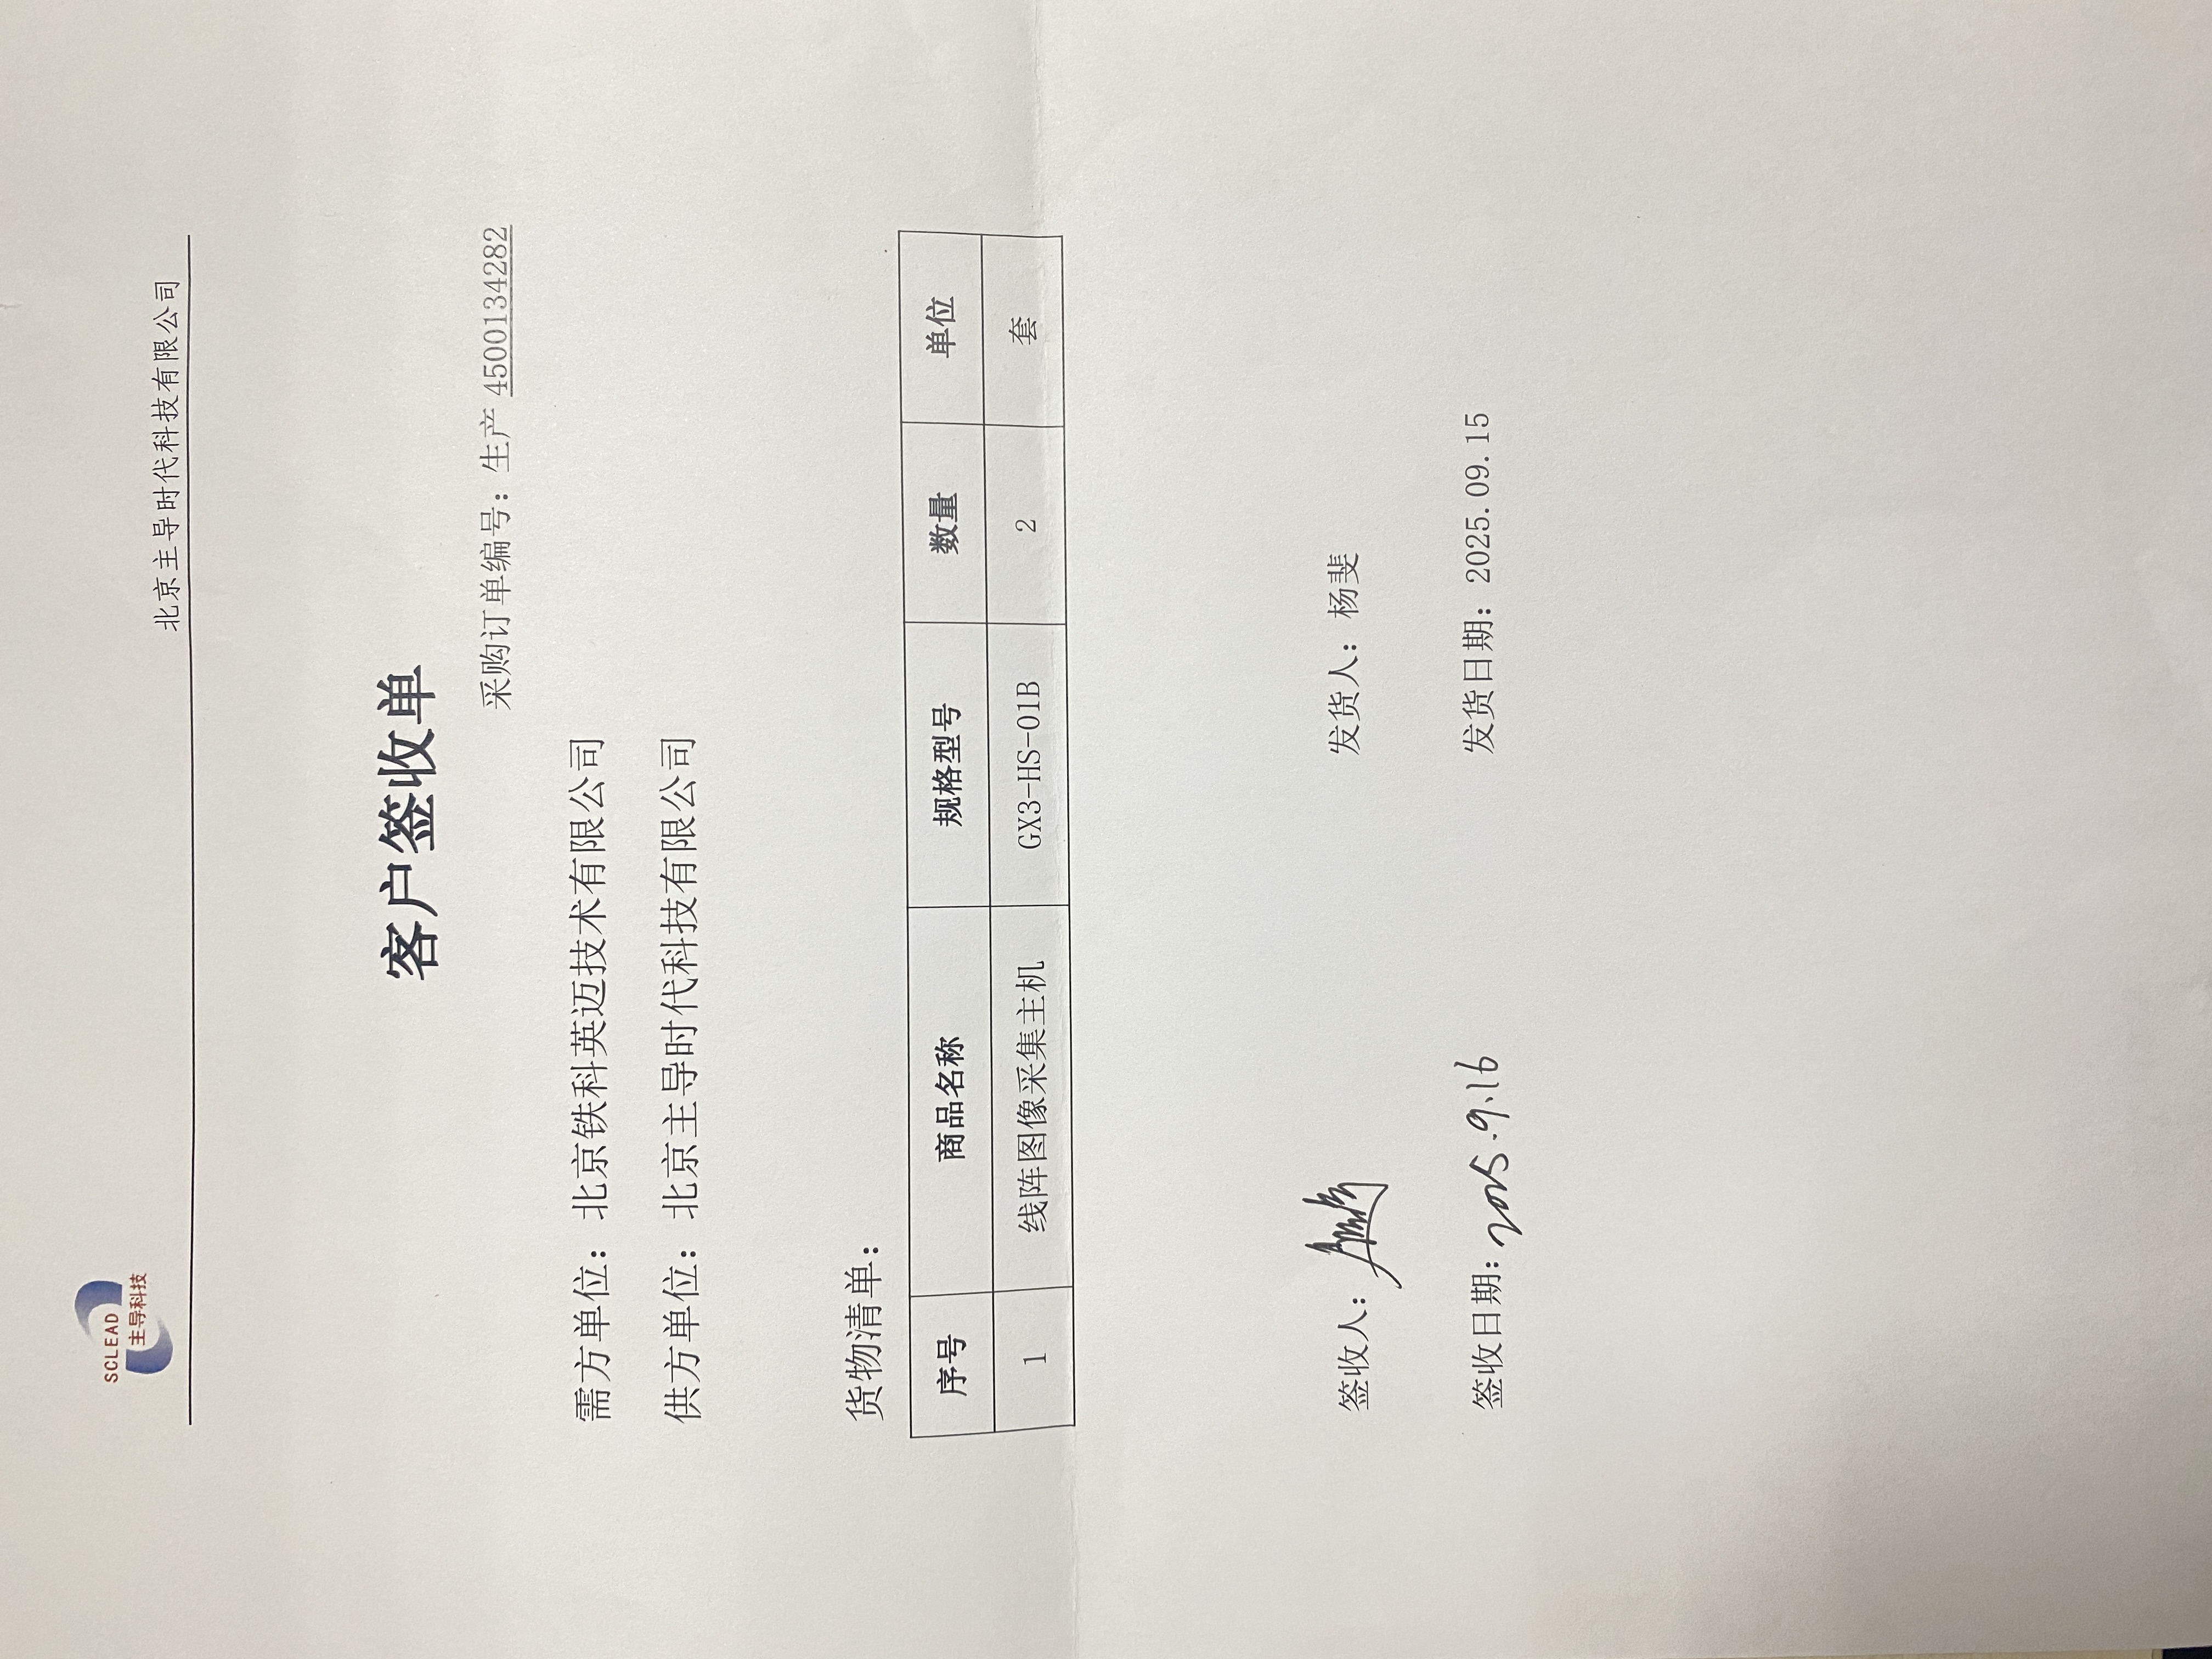 SCLEAD
主导科技
北京主导时代科技有限公司
客户签收单
采购订单编号：生产 4500134282
需方单位：北京铁科英迈技术有限公司
供方单位：北京主导时代科技有限公司
货物清单：
序号 商品名称 规格型号 数量 单位
1 线阵图像采集主机 GX3-HS-01B 2 套
签收人： 发货人：杨斐
签收日期：2025.9.16 发货日期：2025.09.15